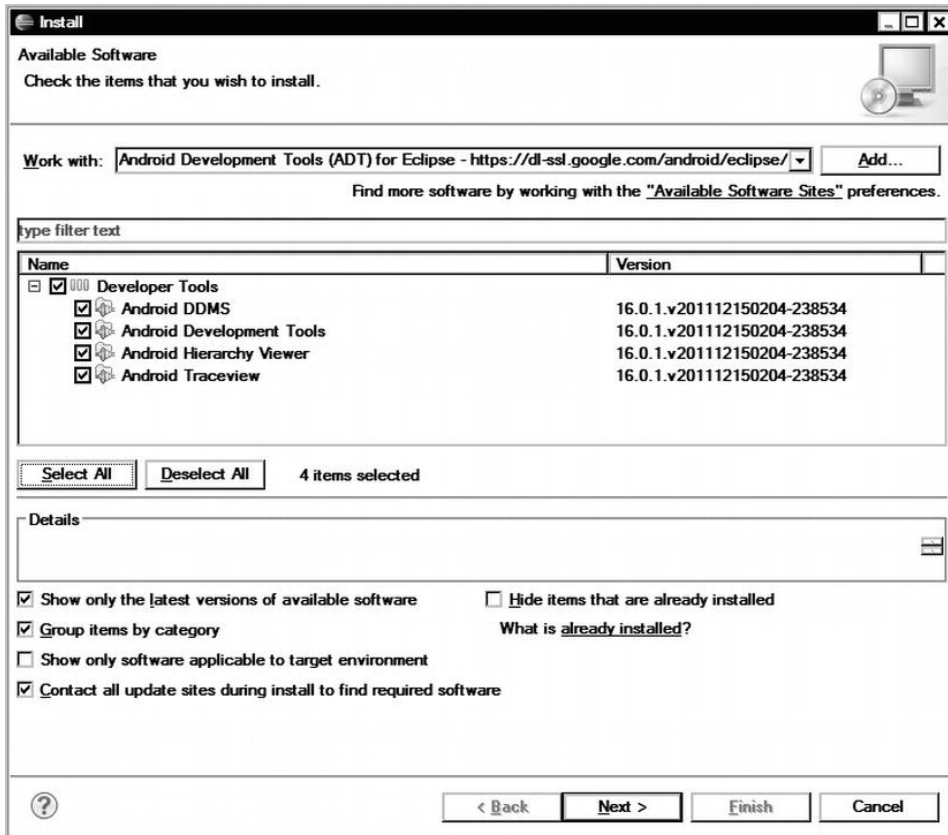 Install
Available Software
Check the items that you wish to install.
Work with: Android Development Tools (ADT) for Eclipse - https://dl-ssl.google.com/android/eclipse/ Add...
Find more software by working with the "Available Software Sites" preferences.
type filter text
Name Version
Developer Tools
Android DDMS 16.0.1.v201112150204-238534
Android Development Tools 16.0.1.v201112150204-238534
Android Hierarchy Viewer 16.0.1.v201112150204-238534
Android Traceview 16.0.1.v201112150204-238534
Select All Deselect All 4 items selected
Details
Show only the latest versions of available software Hide items that are already installed
Group items by category What is already installed?
Show only software applicable to target environment
Contact all update sites during install to find required software
? < Back Next > Finish Cancel